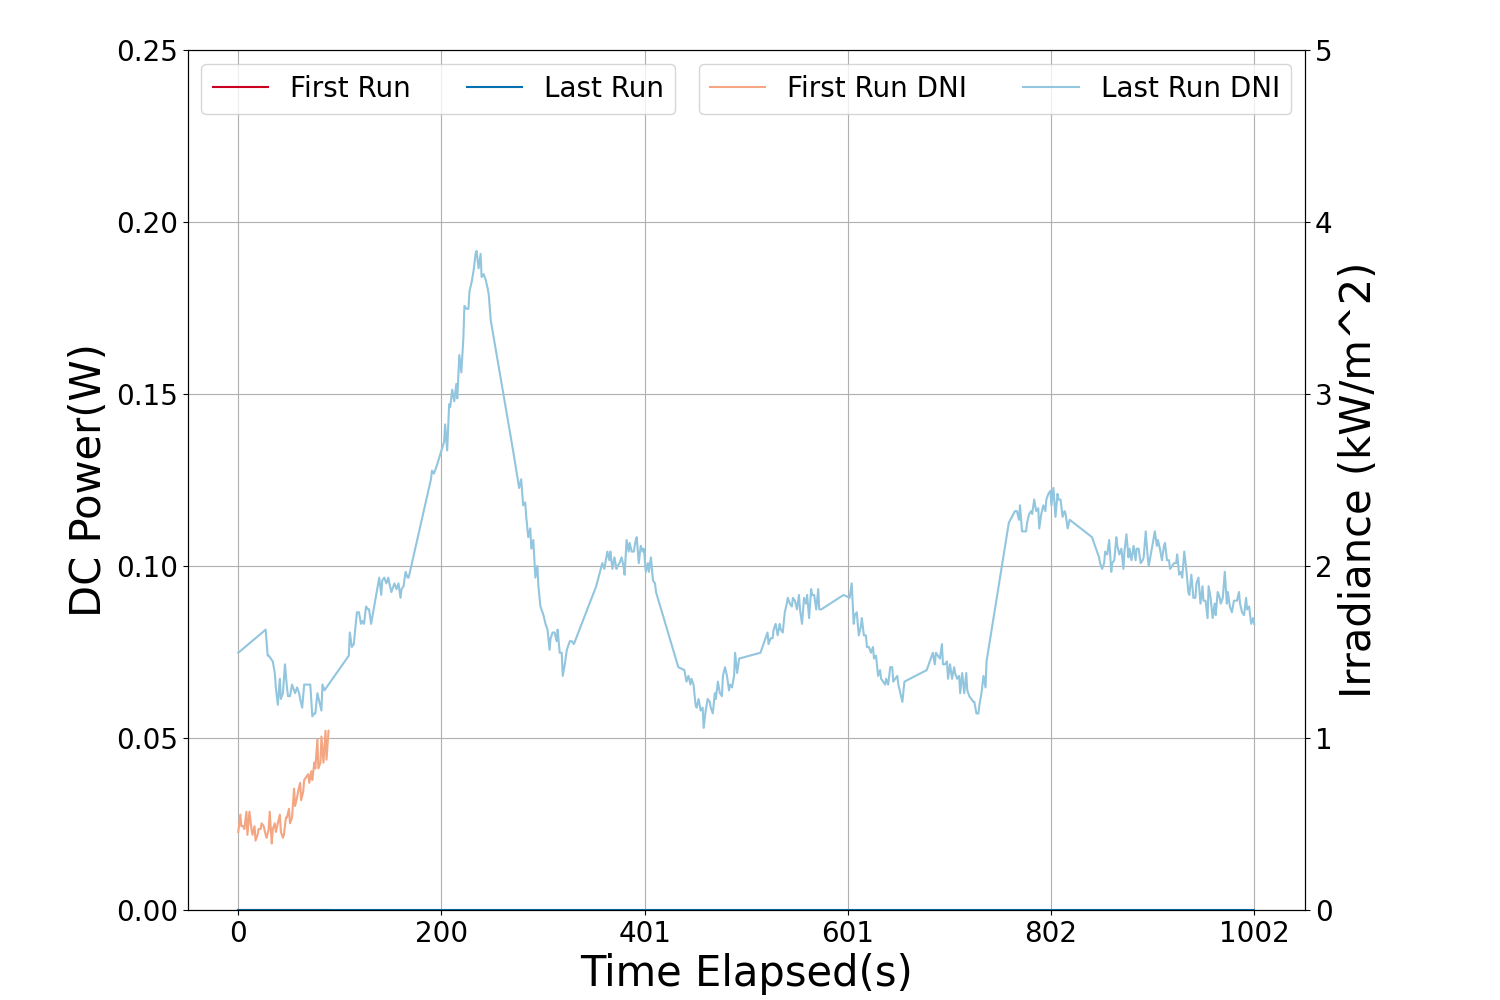 First Run Last Run First Run DNI Last Run DNI
DC Power(W)
0.25
0.20
0.15
0.10
0.05
0.00
5
4
3
2
1
0
Irradiance (kW/m^2)
0 200 401 601 802 1002
Time Elapsed(s)